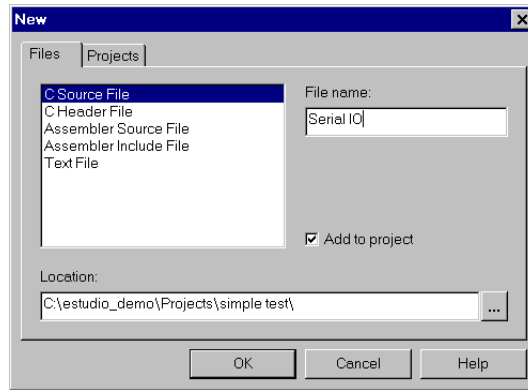 New
Files
Projects
C Source File
C Header File
Assembler Source File
Assembler Include File
Text File
File name:
Serial IO
Add to project
Location:
C:\estudio_demo\Projects\simple test\
...
OK
Cancel
Help